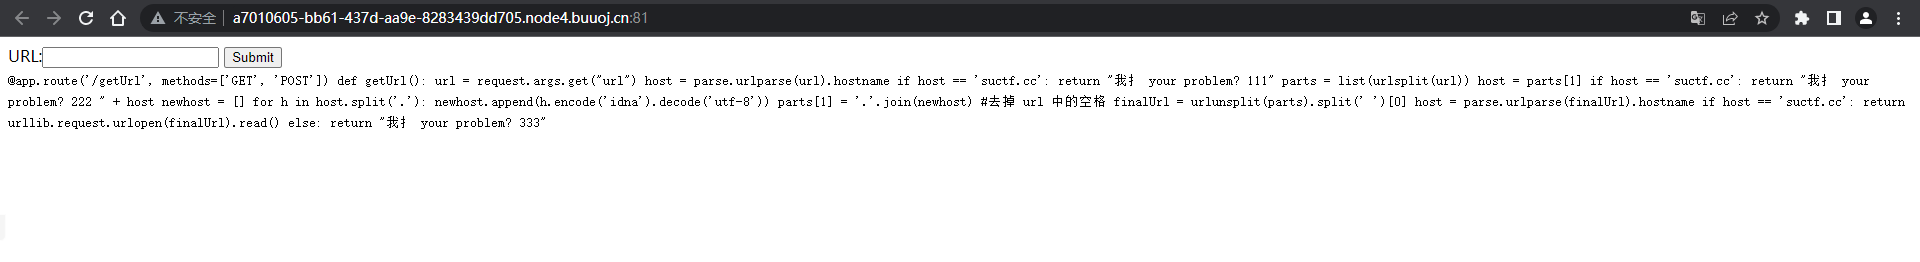 不安全 a7010605-bb61-437d-aa9e-8283439dd705.node4.buuoj.cn:81
URL: Submit
@app.route('/getUrl', methods=['GET', 'POST']) def getUrl(): url = request.args.get("url") host = parse.urlparse(url).hostname if host == 'suctf.cc': return "我扌 your problem? 111" parts = list(urlsplit(url)) host = parts[1] if host == 'suctf.cc': return "我扌 your
problem? 222 " + host newhost = [] for h in host.split('.'): newhost.append(h.encode('idna').decode('utf-8')) parts[1] = '.'.join(newhost) #去掉 url 中的空格 finalUrl = urlunsplit(parts).split(' ')[0] host = parse.urlparse(finalUrl).hostname if host == 'suctf.cc': return
urllib.request.urlopen(finalUrl).read() else: return "我扌 your problem? 333"